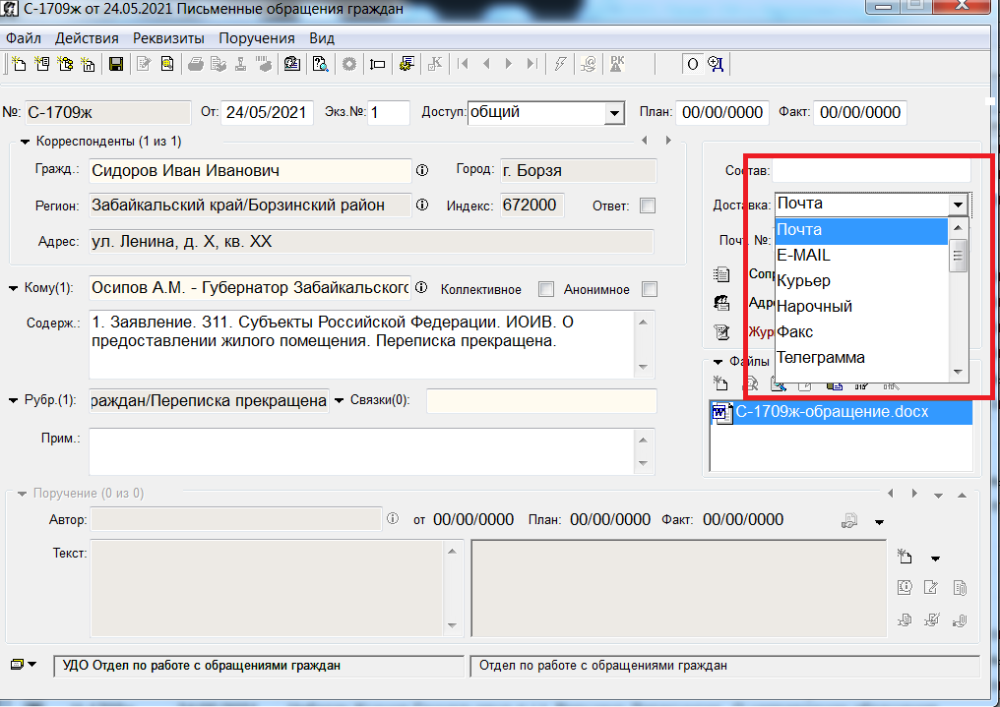 С-1709ж от 24.05.2021 Письменные обращения граждан
Файл Действия Реквизиты Поручения Вид
№: С-1709ж От: 24/05/2021 Экз.№: 1 Доступ: общий План: 00/00/0000 Факт: 00/00/0000
Корреспонденты (1 из 1)
Гражд.: Сидоров Иван Иванович Город: г. Борзя
Регион: Забайкальский край/Борзинский район Индекс: 672000 Ответ:
Адрес: ул. Ленина, д. Х, кв. ХХ
Кому(1): Осипов А.М. - Губернатор Забайкальского Коллективное Анонимное
Содерж.: 1. Заявление. 311. Субъекты Российской Федерации. ИОИВ. О
предоставлении жилого помещения. Переписка прекращена.
Рубр.(1): раждан/Переписка прекращена Связки(0):
Прим.:
Состав:
Доставка: Почта
Почта
E-MAIL
Курьер
Нарочный
Факс
Телеграмма
Почт. №:
Соп
Адре
Жур
Файлы
С-1709ж-обращение.docx
Поручение (0 из 0)
Автор: от 00/00/0000 План: 00/00/0000 Факт: 00/00/0000
Текст:
УДО Отдел по работе с обращениями граждан Отдел по работе с обращениями граждан